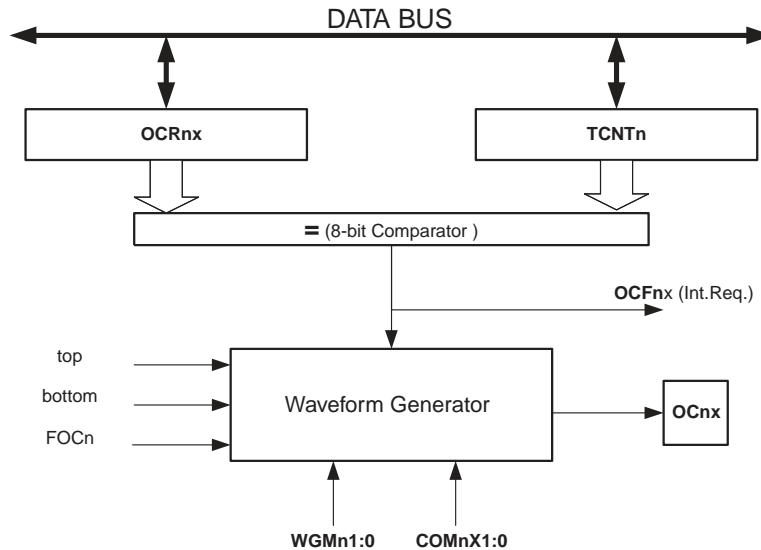 DATA BUS
OCRnx
TCNTn
= (8-bit Comparator )
OCFnx (Int.Req.)
top
bottom
FOCn
Waveform Generator
OCnx
WGMn1:0
COMnX1:0